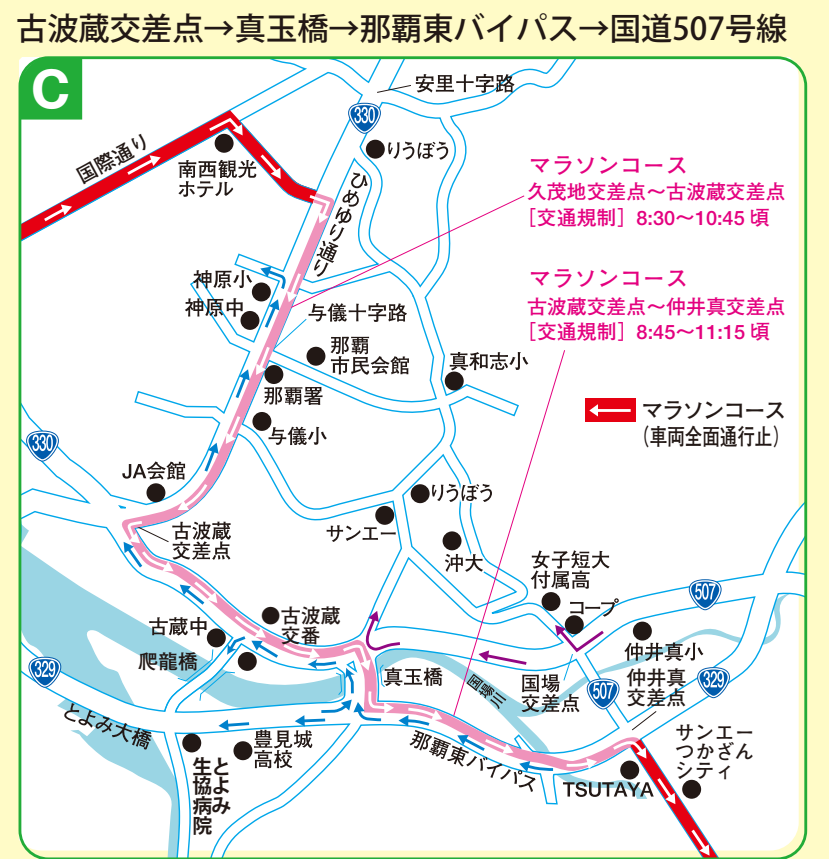 古波蔵交差点→真玉橋→那覇東バイパス→国道507号線
C
安里十字路
330
りうぼう
国際通り
南西観光
ホテル
ひめゆり通り
マラソンコース
久茂地交差点〜古波蔵交差点
［交通規制］8:30〜10:45 頃
マラソンコース
古波蔵交差点〜仲井真交差点
［交通規制］8:45〜11:15 頃
神原小
神原中
与儀十字路
那覇
市民会館
真和志小
那覇署
与儀小
マラソンコース
（車両全面通行止）
330
JA会館
りうぼう
サンエー
古波蔵
交差点
沖大
女子短大
付属高
コープ
507
古波蔵
交番
古蔵中
爬龍橋
仲井真小
329
真玉橋
国場川
国場
交差点
507
仲井真
交差点
329
とよみ大橋
豊見城
高校
とよみ
生協病院
那覇東バイパス
TSUTAYA
サンエー
つかざん
シティ